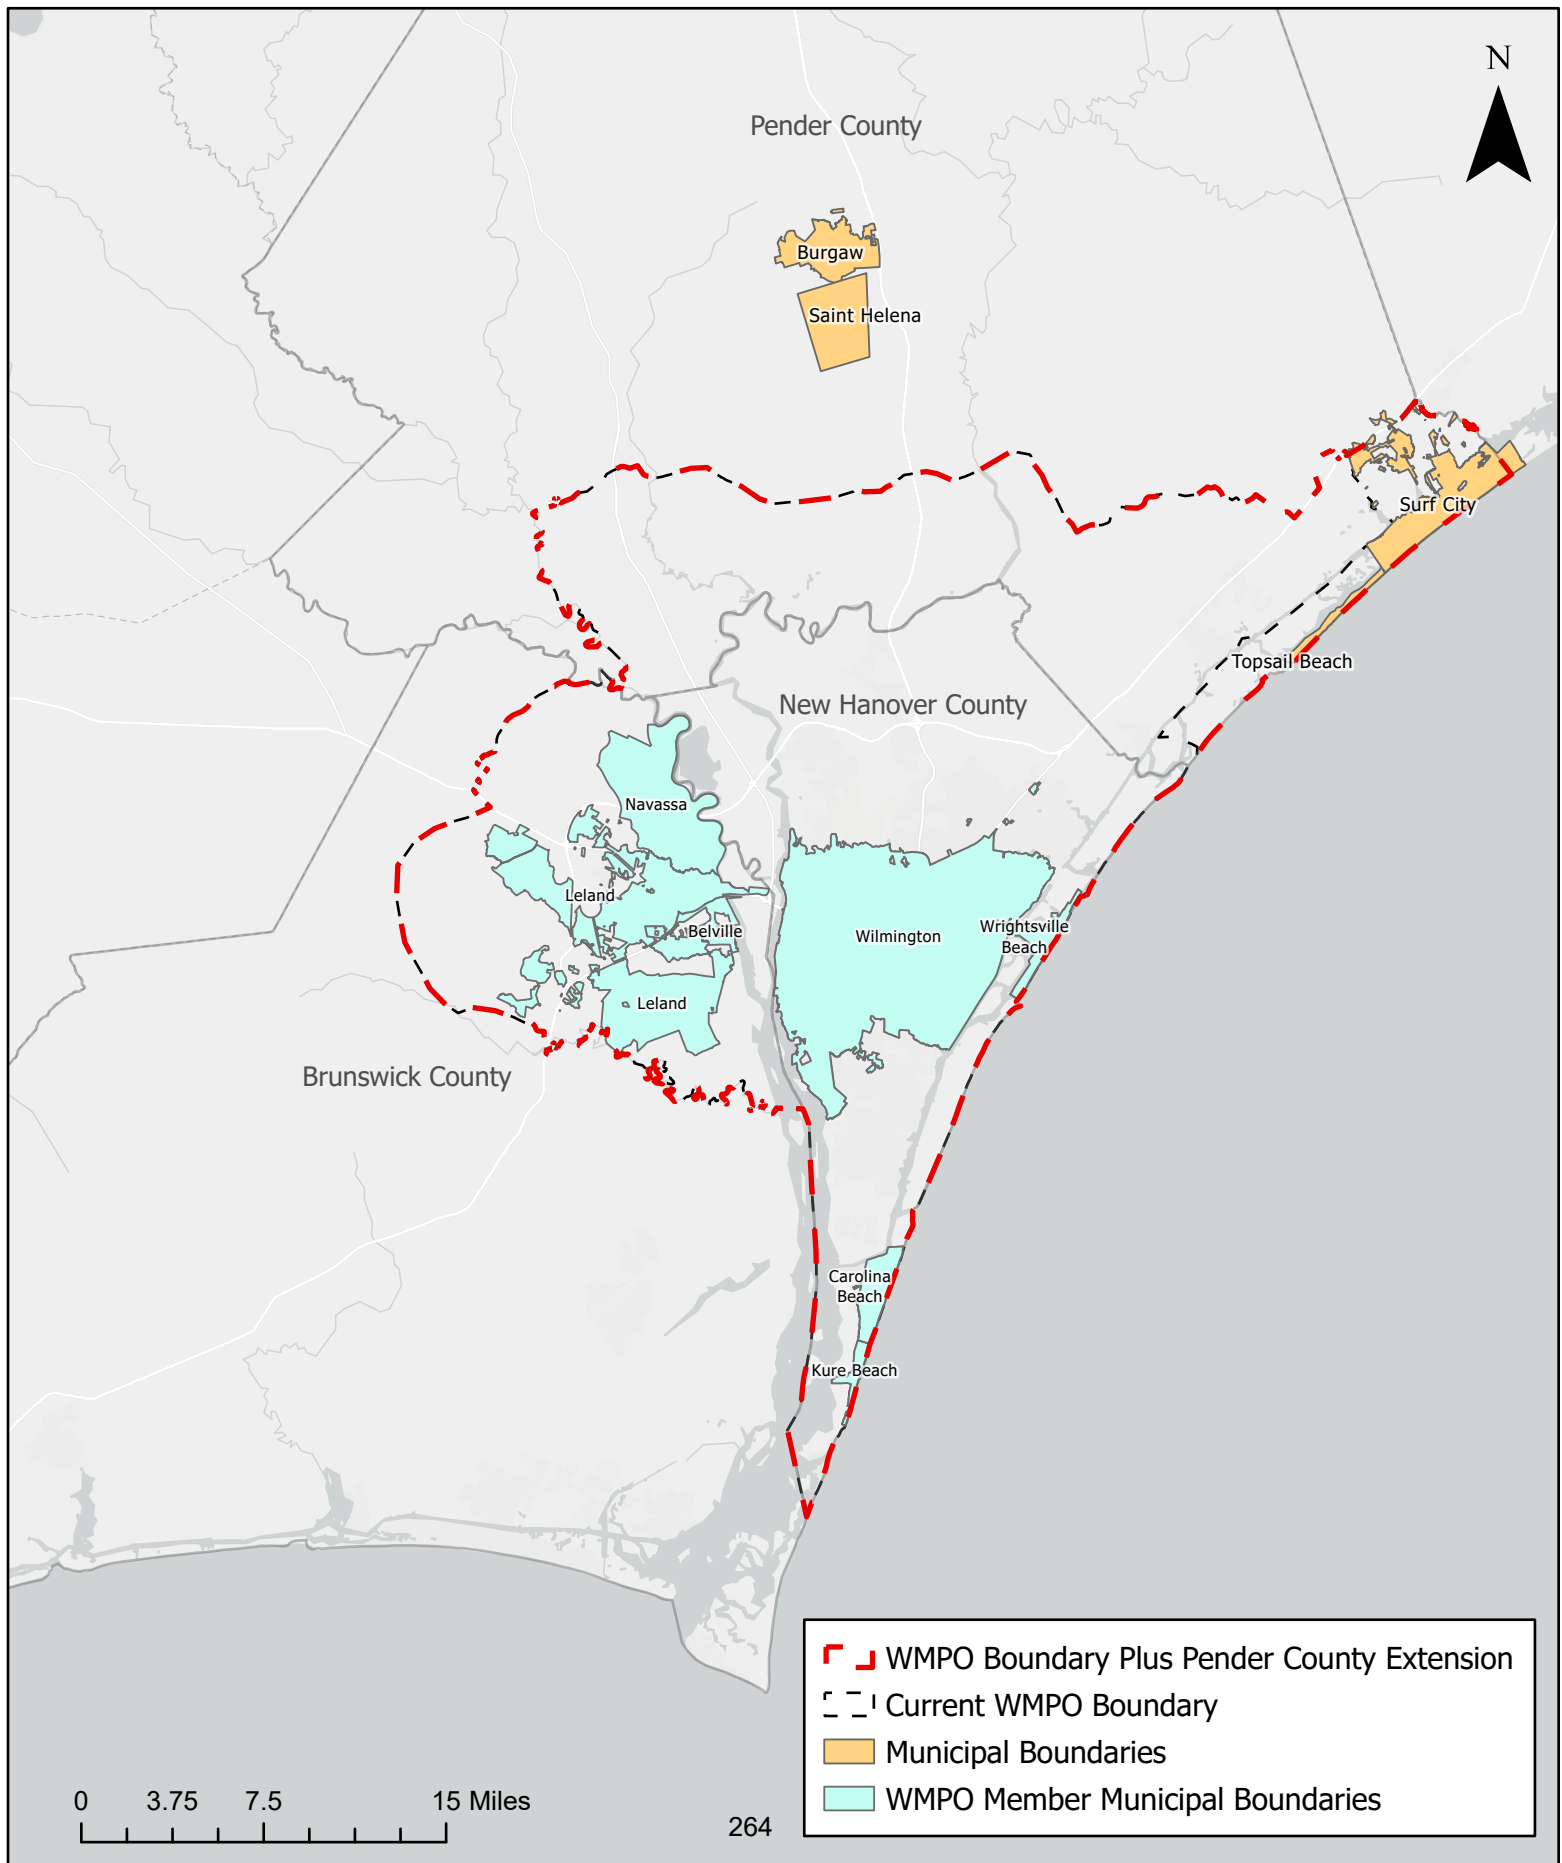 N
Pender County
Burgaw
Saint Helena
Surf City
Topsail Beach
New Hanover County
Navassa
Leland
Belville
Wilmington
Wrightsville
Beach
Leland
Brunswick County
Carolina
Beach
Kure Beach
WMPO Boundary Plus Pender County Extension
Current WMPO Boundary
Municipal Boundaries
WMPO Member Municipal Boundaries
0 3.75 7.5 15 Miles
264